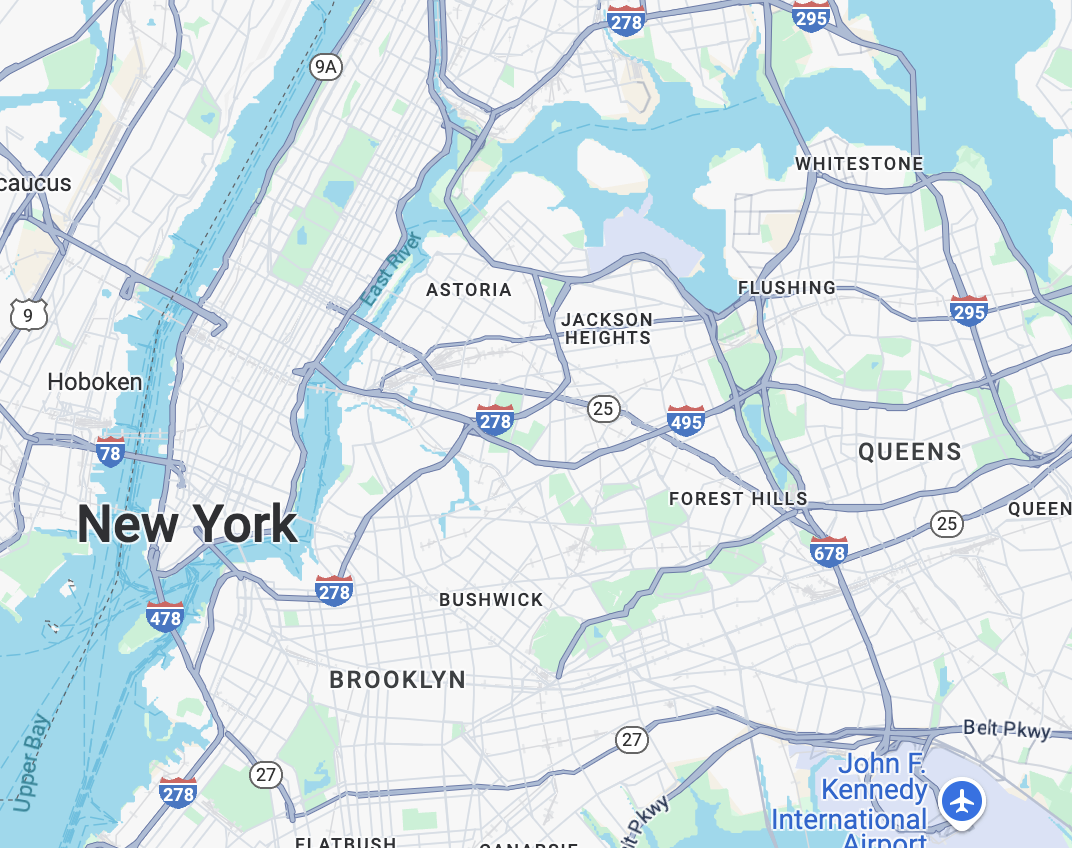 278
295
9A
WHITESTONE
caucus
East River
ASTORIA
FLUSHING
9
JACKSON
HEIGHTS
295
Hoboken
25
278
495
78
QUEENS
FOREST HILLS
QUEEN
New York
25
678
278
BUSHWICK
478
BROOKLYN
27
Belt Pkwy
Upper Bay
John F.
Kennedy
International
Airport
27
278
lt Pkwy
FLATBUSH
CANARSIE